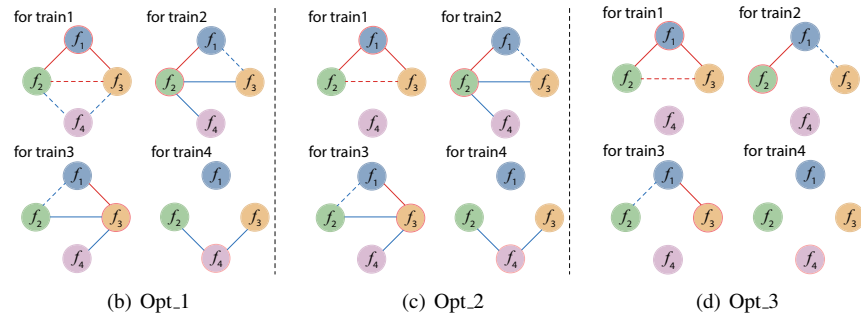 for train1
for train2
f1
f2
f3
f4
f1
f2
f3
f4
for train3
for train4
f1
f2
f3
f4
f1
f2
f3
f4
(b) Opt_1
for train1
for train2
f1
f2
f3
f4
f1
f2
f3
f4
for train3
for train4
f1
f2
f3
f4
f1
f2
f3
f4
(c) Opt_2
for train1
for train2
f1
f2
f3
f4
f1
f2
f3
f4
for train3
for train4
f1
f2
f3
f4
f1
f2
f3
f4
(d) Opt_3